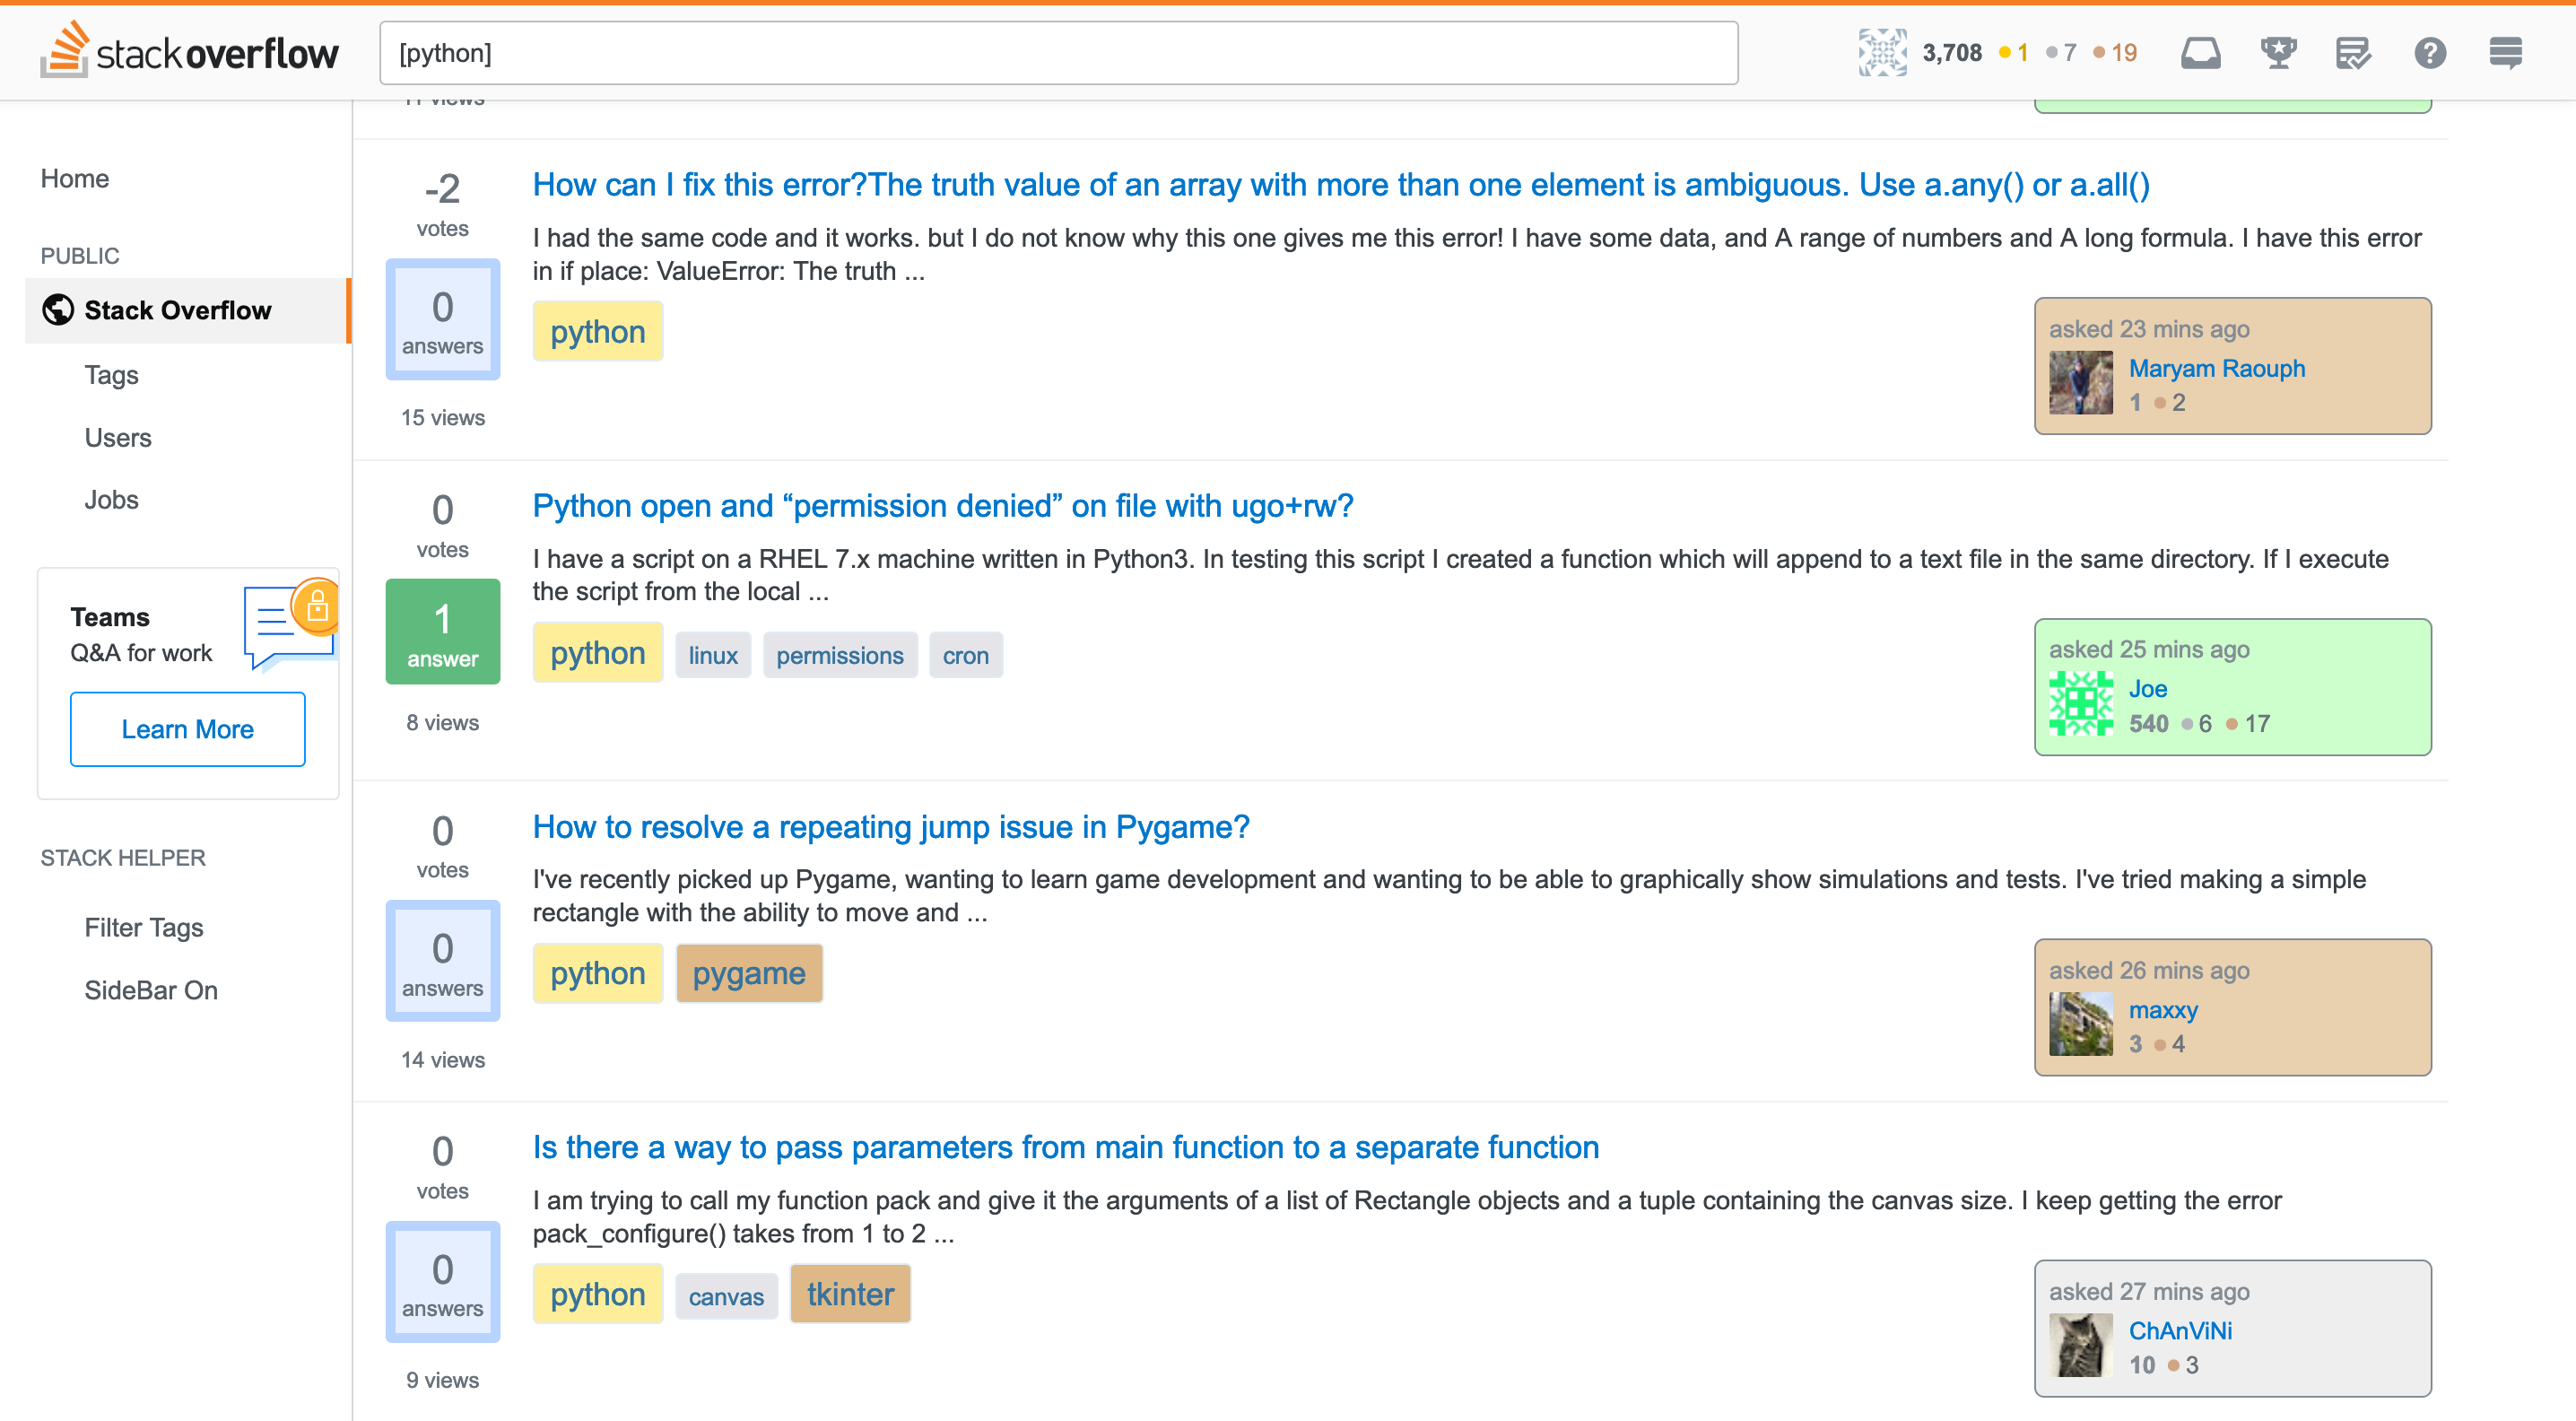 stackoverflow
[python]
3,708 1 7 19
Home
PUBLIC
Stack Overflow
Tags
Users
Jobs
Teams
Q&A for work
Learn More
STACK HELPER
Filter Tags
SideBar On
views
-2
votes
0
answers
15 views
How can I fix this error?The truth value of an array with more than one element is ambiguous. Use a.any() or a.all()
I had the same code and it works. but I do not know why this one gives me this error! I have some data, and A range of numbers and A long formula. I have this error
in if place: ValueError: The truth ...
python
asked 23 mins ago
Maryam Raouph
1 2
0
votes
1
answer
8 views
Python open and “permission denied” on file with ugo+rw?
I have a script on a RHEL 7.x machine written in Python3. In testing this script I created a function which will append to a text file in the same directory. If I execute
the script from the local ...
python linux permissions cron
asked 25 mins ago
Joe
540 6 17
0
votes
0
answers
14 views
How to resolve a repeating jump issue in Pygame?
I've recently picked up Pygame, wanting to learn game development and wanting to be able to graphically show simulations and tests. I've tried making a simple
rectangle with the ability to move and ...
python pygame
asked 26 mins ago
maxxy
3 4
0
votes
0
answers
9 views
Is there a way to pass parameters from main function to a separate function
I am trying to call my function pack and give it the arguments of a list of Rectangle objects and a tuple containing the canvas size. I keep getting the error
pack_configure() takes from 1 to 2 ...
python canvas tkinter
asked 27 mins ago
ChAnViNi
10 3